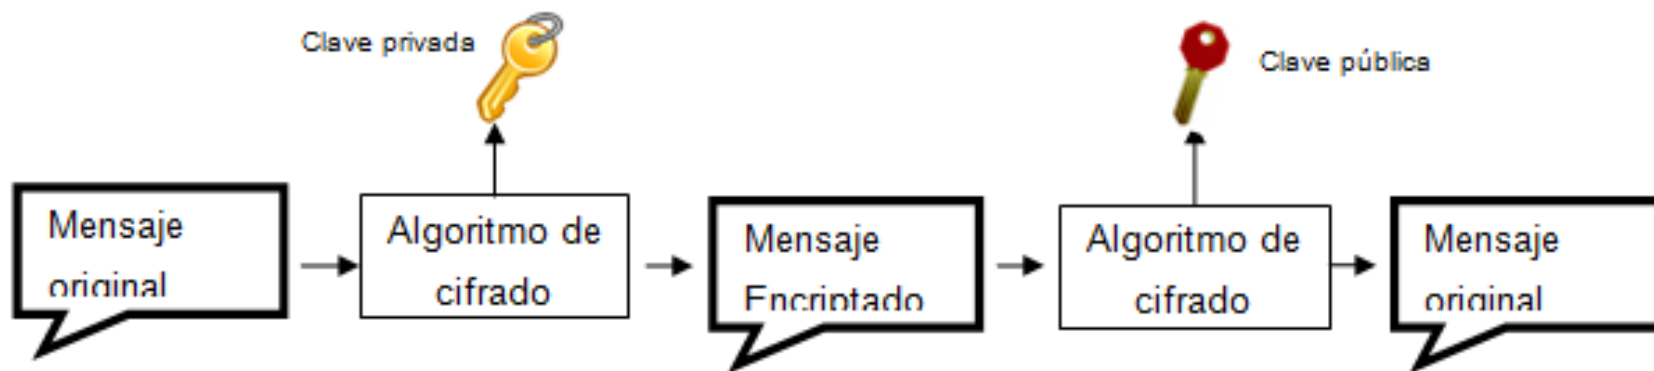 Clave privada
Clave pública
Mensaje
original
Algoritmo de
cifrado
Mensaje
Encriptado
Algoritmo de
cifrado
Mensaje
original